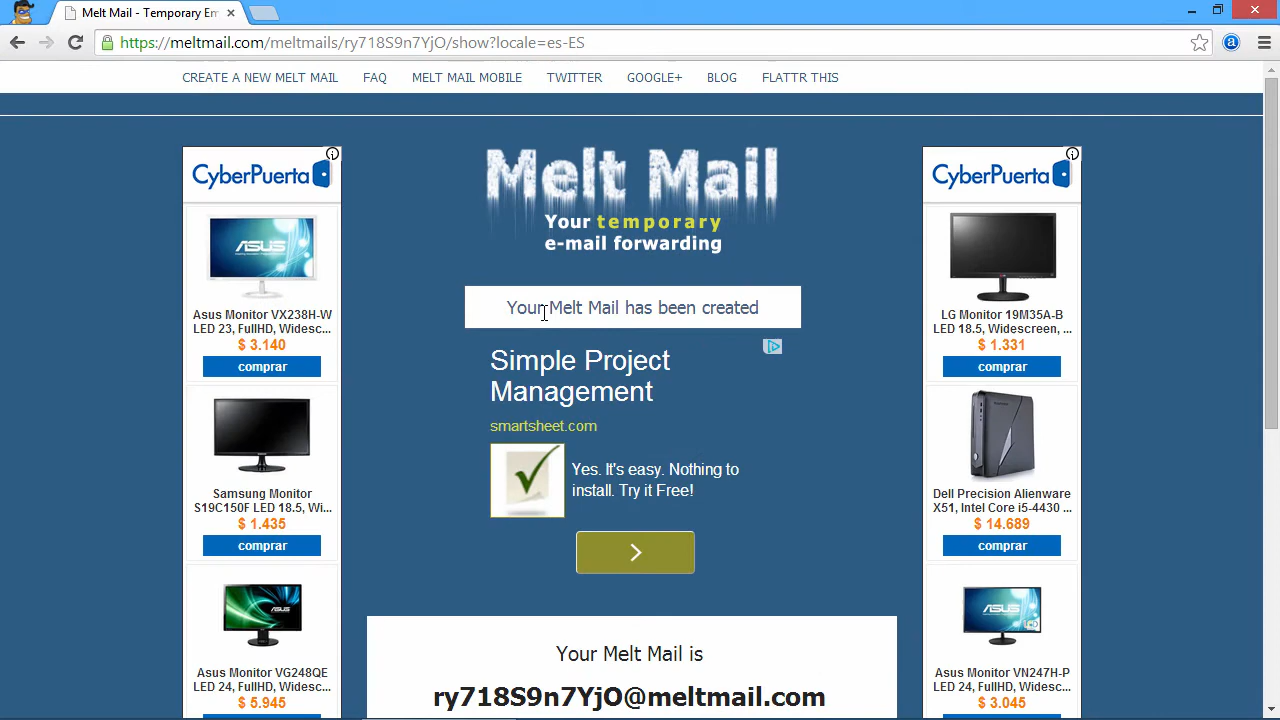 Melt Mail - Temporary Em
https://meltmail.com/meltmails/ry718S9n7YjO/show?locale=es-ES
CREATE A NEW MELT MAIL FAQ MELT MAIL MOBILE TWITTER GOOGLE+ BLOG FLATTR THIS
CyberPuerta
ASUS
Asus Monitor VX238H-W
LED 23, FullHD, Widesc...
$ 3.140
comprar
Samsung Monitor
S19C150F LED 18.5, Wi...
$ 1.435
comprar
ASUS
Asus Monitor VG248QE
LED 24, FullHD, Widesc...
$ 5.945
Melt Mail
Your temporary
e-mail forwarding
Your Melt Mail has been created
Simple Project
Management
smartsheet.com
Yes. It's easy. Nothing to
install. Try it Free!
Your Melt Mail is
ry718S9n7YjO@meltmail.com
CyberPuerta
LG Monitor 19M35A-B
LED 18.5, Widescreen, ...
$ 1.331
comprar
Dell Precision Alienware
X51, Intel Core i5-4430 ...
$ 14.689
comprar
ASUS
Asus Monitor VN247H-P
LED 24, FullHD, Widesc...
$ 3.045